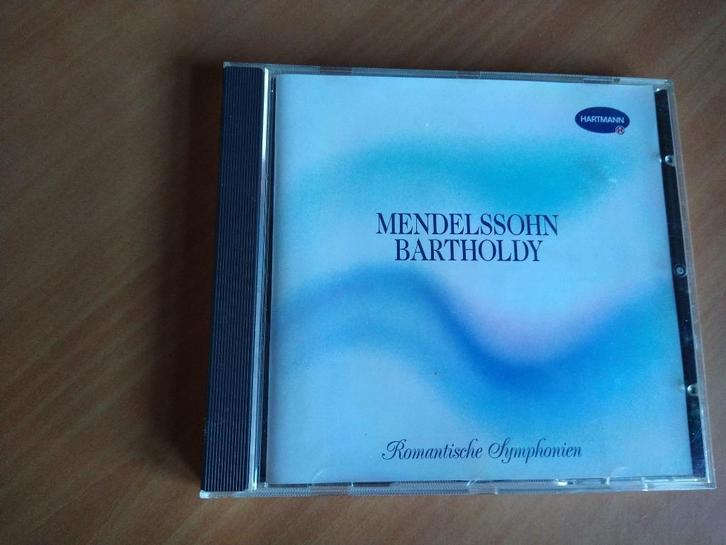 HARTMANN
MENDELSSOHN
BARTHOLDY
Romantische Symphonien